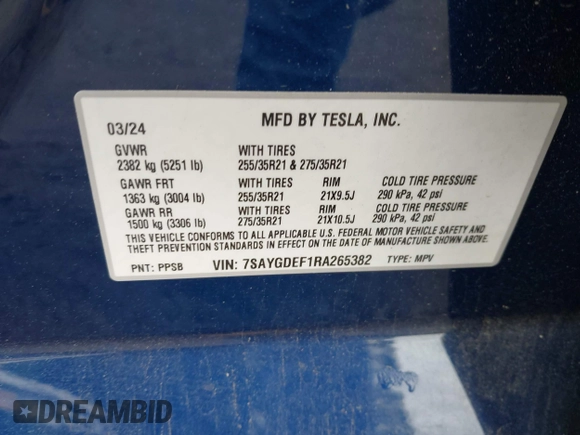 03/24 MFD BY TESLA, INC.
GVWR WITH TIRES
2382 kg (5251 lb) 255/35R21 & 275/35R21
GAWR FRT WITH TIRES RIM COLD TIRE PRESSURE
1363 kg (3004 lb) 255/35R21 21X9.5J 290 kPa, 42 psi
GAWR RR WITH TIRES RIM COLD TIRE PRESSURE
1500 kg (3306 lb) 275/35R21 21X10.5J 290 kPa, 42 psi
THIS VEHICLE CONFORMS TO ALL APPLICABLE U.S. FEDERAL MOTOR VEHICLE SAFETY AND
THEFT PREVENTION STANDARDS IN EFFECT ON THE DATE OF MANUFACTURE SHOWN ABOVE.
PNT: PPSB VIN: 7SAYGDEF1RA265382 TYPE: MPV
DREAMBID